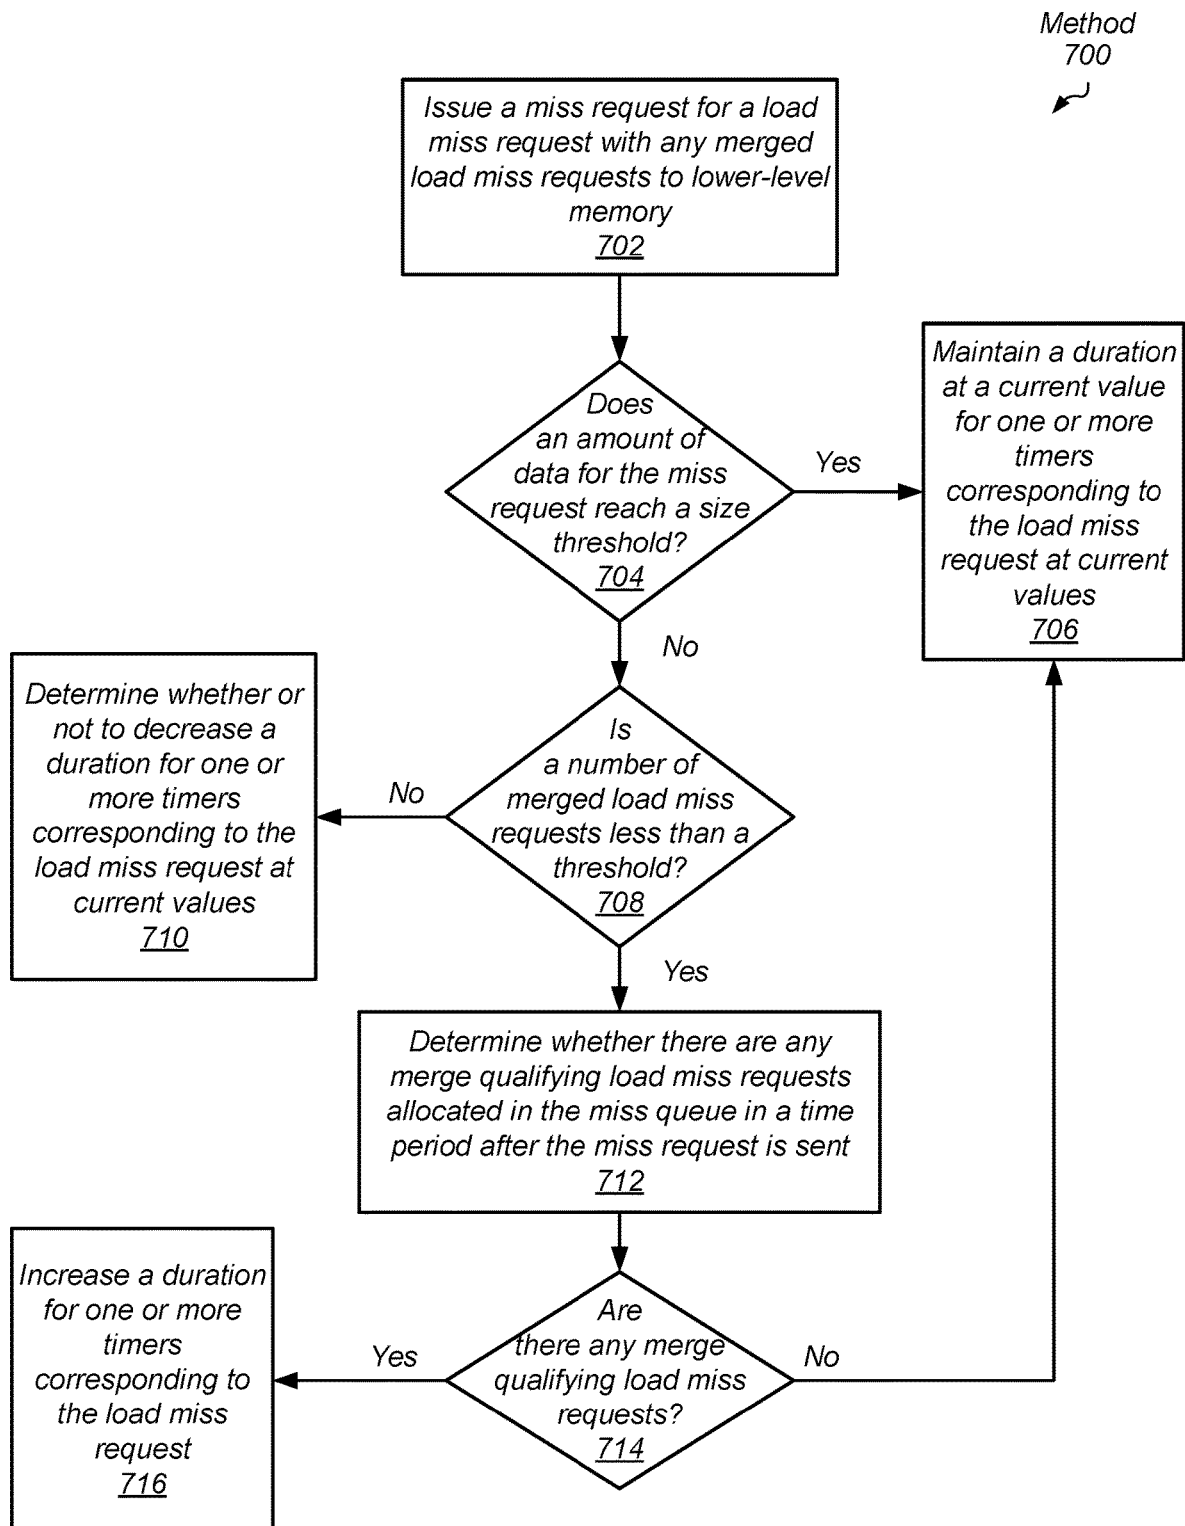 Method
700
Issue a miss request for a load
miss request with any merged
load miss requests to lower-level
memory
702
Does
an amount of
data for the miss
request reach a size
threshold?
704
Yes
Maintain a duration
at a current value
for one or more
timers
corresponding to
the load miss
request at current
values
706
No
Is
a number of
merged load miss
requests less than a
threshold?
708
No
Determine whether or
not to decrease a
duration for one or
more timers
corresponding to the
load miss request at
current values
710
Yes
Determine whether there are any
merge qualifying load miss requests
allocated in the miss queue in a time
period after the miss request is sent
712
Are
there any merge
qualifying load miss
requests?
714
Yes
No
Increase a duration
for one or more
timers
corresponding to
the load miss
request
716